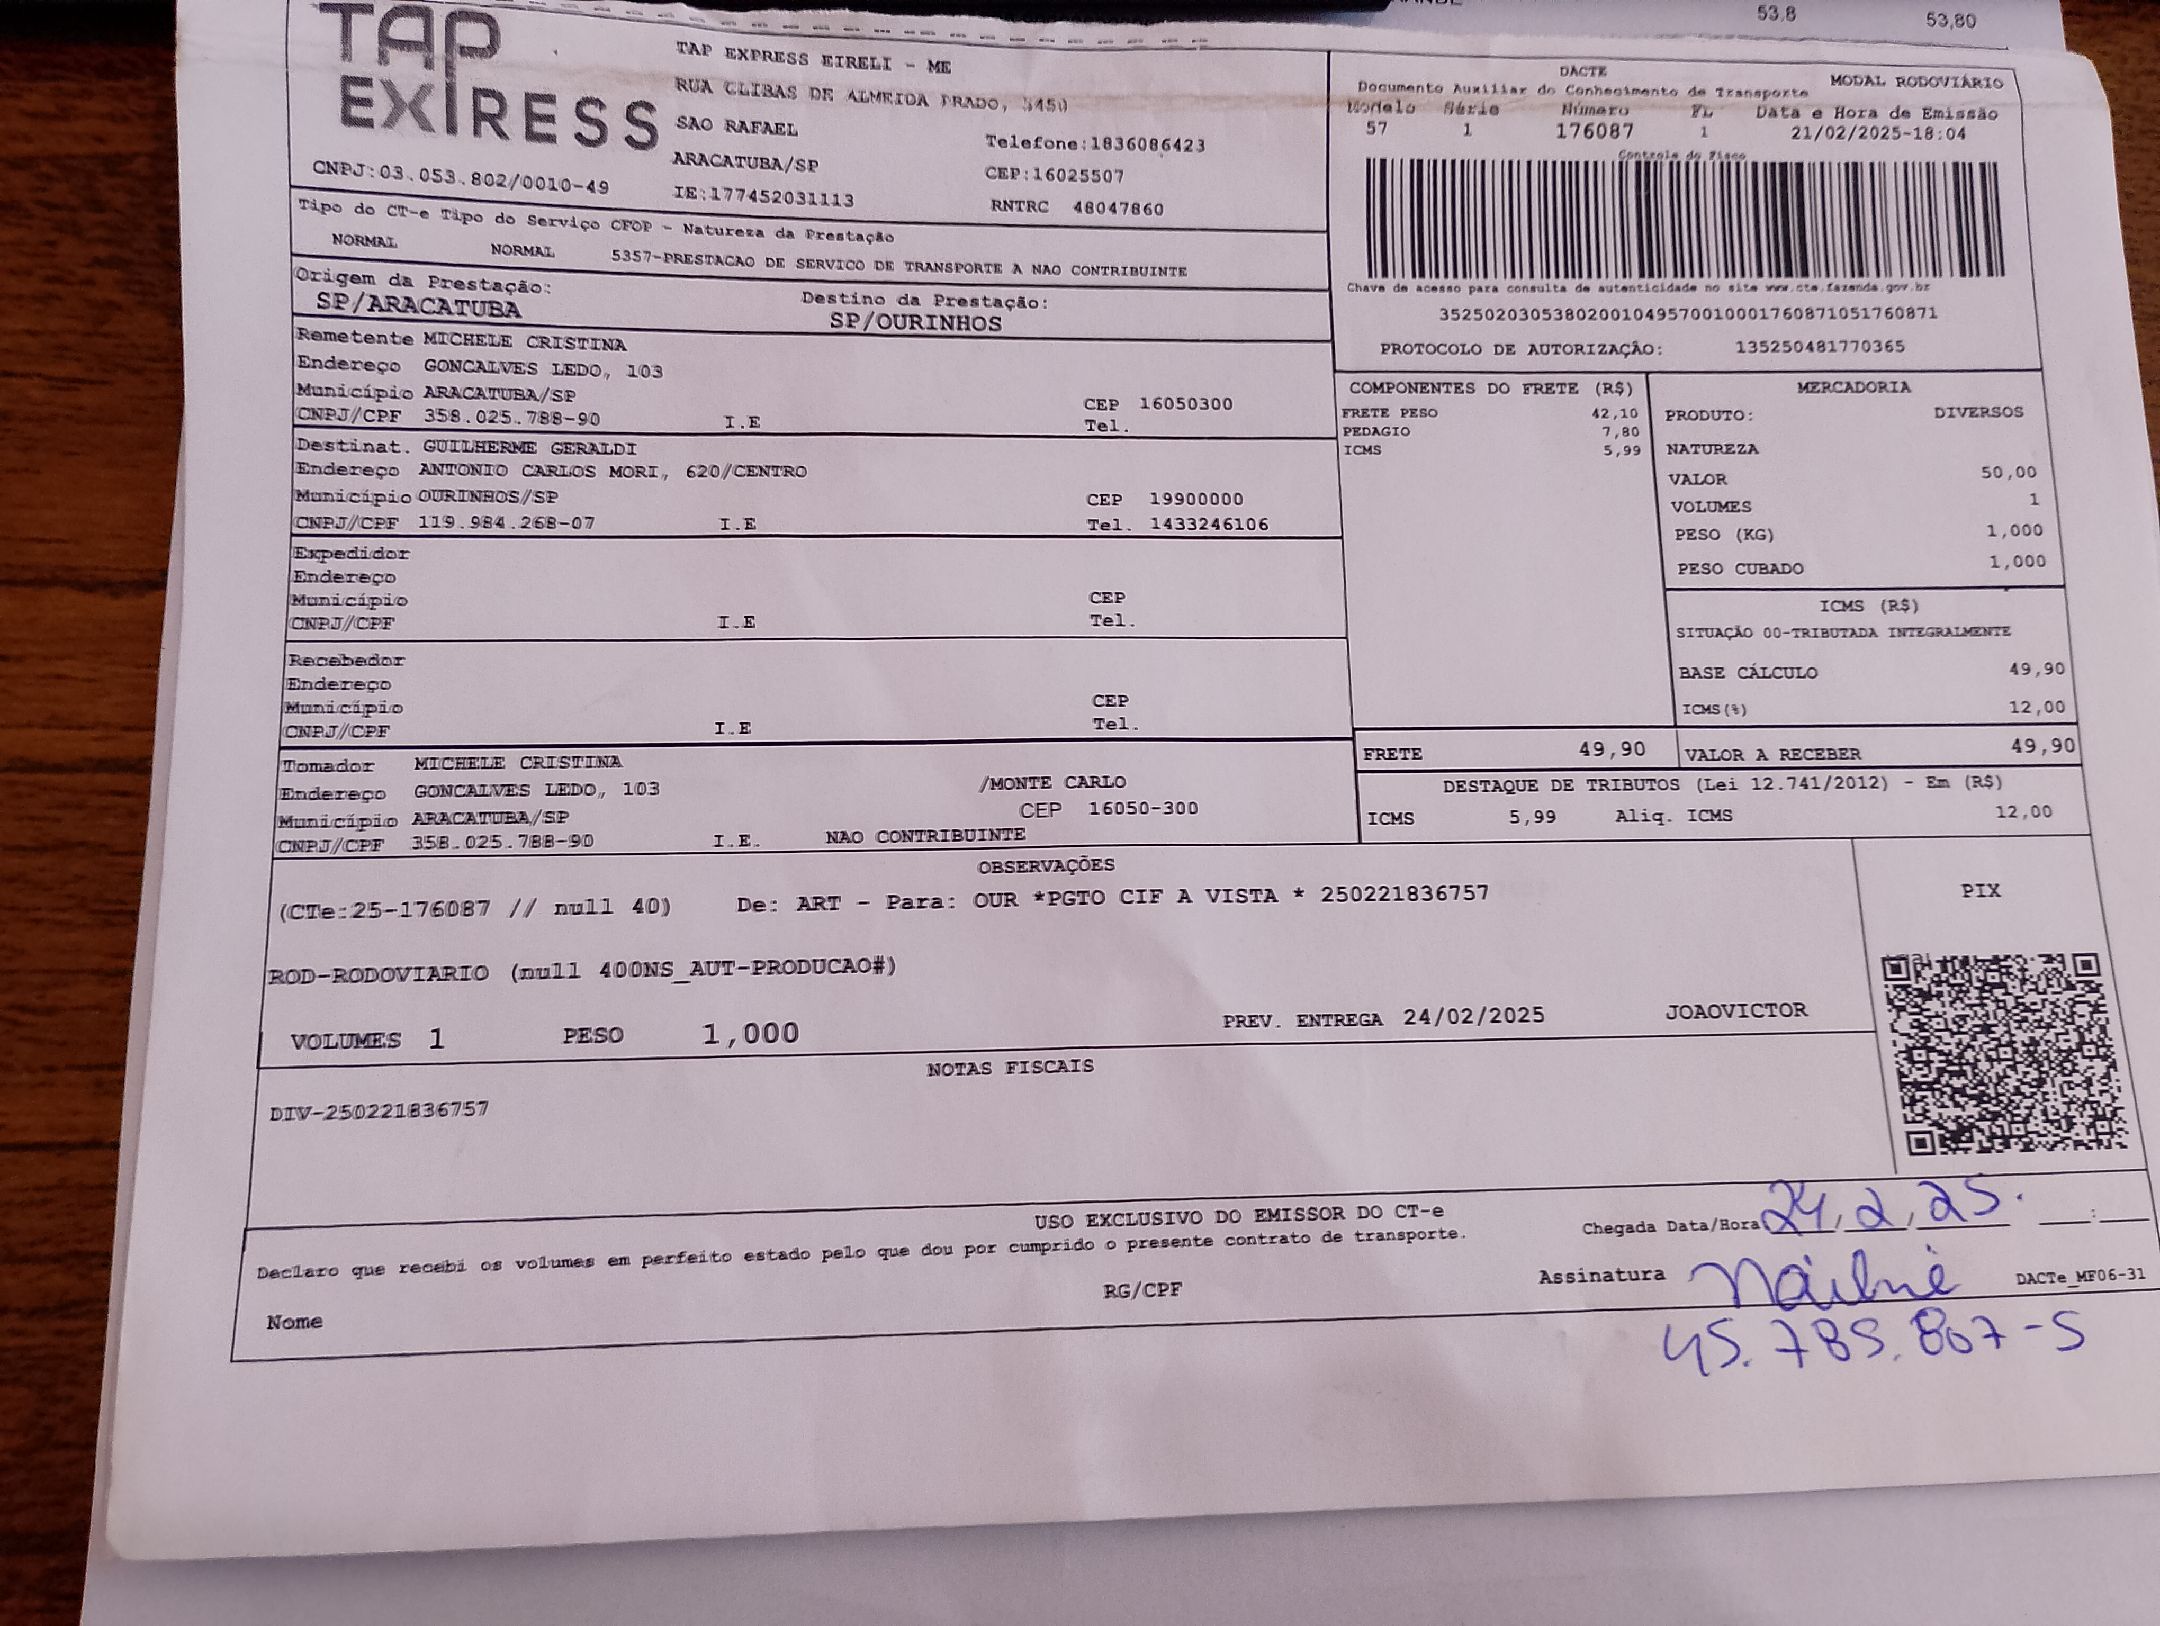 53,8 53,80
TAP
EXPRESS
TAP EXPRESS EIRELI - ME
RUA CLIBAS DE ALMEIDA PRADO, 3450
SAO RAFAEL
Telefone:1836086423
ARACATUBA/SP
CEP:16025507
CNPJ:03.053.802/0010-49
IE:177452031113
RNTRC 48047860
DACTE
MODAL RODOVIÁRIO
Documento Auxiliar do Conhecimento de Transporte
Modelo Série Número FL Data e Hora de Emissão
57 1 176087 1 21/02/2025-18:04
Controle do Fisco
Chave de acesso para consulta de autenticidade no site www.cte.fazenda.gov.br
35250203053802001049570010001760871051760871
PROTOCOLO DE AUTORIZAÇÃO: 135250481770365
Tipo do CT-e Tipo do Serviço CFOP - Natureza da Prestação
NORMAL NORMAL 5357-PRESTACAO DE SERVICO DE TRANSPORTE A NAO CONTRIBUINTE
Origem da Prestação: Destino da Prestação:
SP/ARACATUBA SP/OURINHOS
Remetente MICHELE CRISTINA
Endereço GONCALVES LEDO, 103
Município ARACATUBA/SP CEP 16050300
CNPJ/CPF 358.025.788-90 I.E Tel.
Destinat. GUILHERME GERALDI
Endereço ANTONIO CARLOS MORI, 620/CENTRO
Município OURINHOS/SP CEP 19900000
CNPJ/CPF 119.984.268-07 I.E Tel. 1433246106
Expedidor
Endereço
Município CEP
CNPJ/CPF I.E Tel.
Recebedor
Endereço
Município CEP
CNPJ/CPF I.E Tel.
Tomador MICHELE CRISTINA
Endereço GONCALVES LEDO, 103 /MONTE CARLO
Município ARACATUBA/SP CEP 16050-300
CNPJ/CPF 358.025.788-90 I.E. NAO CONTRIBUINTE
COMPONENTES DO FRETE (R$)
FRETE PESO 42,10
PEDAGIO 7,80
ICMS 5,99
MERCADORIA
PRODUTO: DIVERSOS
NATUREZA
VALOR 50,00
VOLUMES 1
PESO (KG) 1,000
PESO CUBADO 1,000
ICMS (R$)
SITUAÇÃO 00-TRIBUTADA INTEGRALMENTE
BASE CÁLCULO 49,90
ICMS(%) 12,00
FRETE 49,90 VALOR A RECEBER 49,90
DESTAQUE DE TRIBUTOS (Lei 12.741/2012) - Em (R$)
ICMS 5,99 Aliq. ICMS 12,00
OBSERVAÇÕES
(CTe:25-176087 // null 40) De: ART - Para: OUR *PGTO CIF A VISTA * 250221836757
PIX
ROD-RODOVIARIO (null 400NS_AUT-PRODUCAO#)
VOLUMES 1 PESO 1,000 PREV. ENTREGA 24/02/2025 JOAOVICTOR
NOTAS FISCAIS
DIV-250221836757
USO EXCLUSIVO DO EMISSOR DO CT-e
Chegada Data/Hora 24,2,25. __:__
Declaro que recebi os volumes em perfeito estado pelo que dou por cumprido o presente contrato de transporte.
Assinatura DACTe_MF06-31
Nome RG/CPF
45.785.807-5